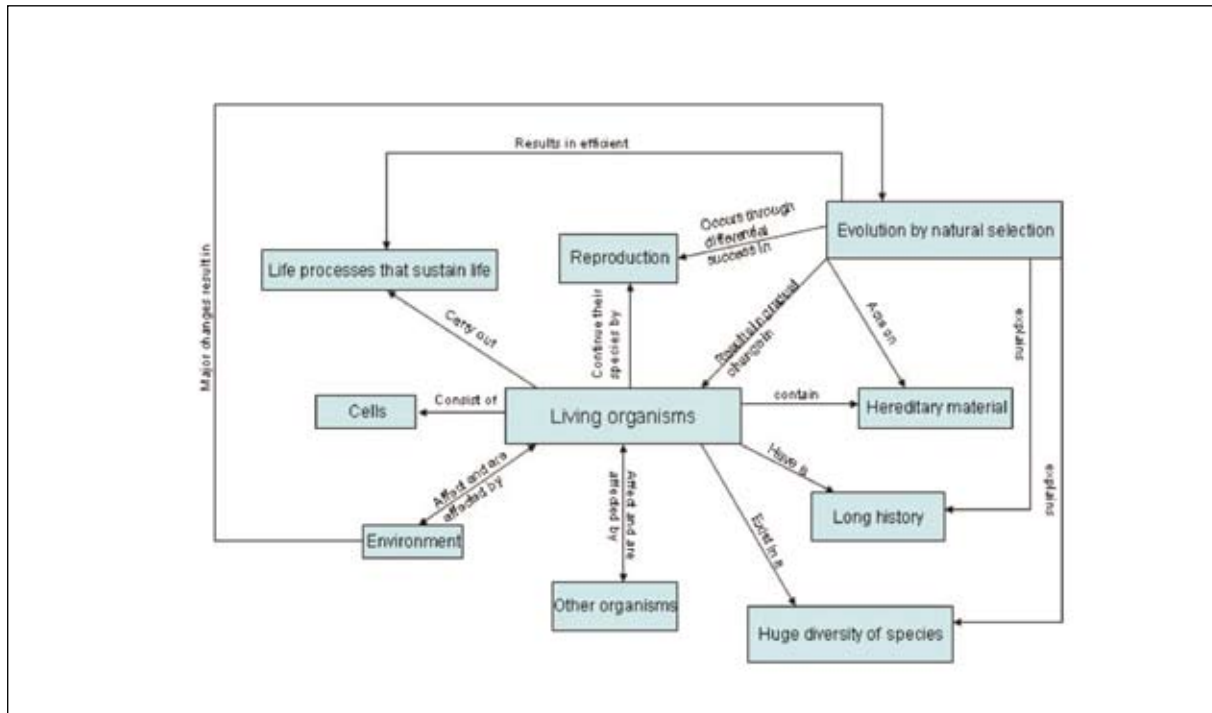 Results in efficient
Major changes result in
Occurs through
differential
success in
Evolution by natural selection
Reproduction
Life processes that sustain life
Carry out
Continue their
species by
Results in gradual
change in
Acts on
explains
explains
Cells
Consist of
Living organisms
contain
Hereditary material
Have a
Long history
Affect and are
affected by
Environment
Affect and are
affected by
Exist in a
Other organisms
Huge diversity of species